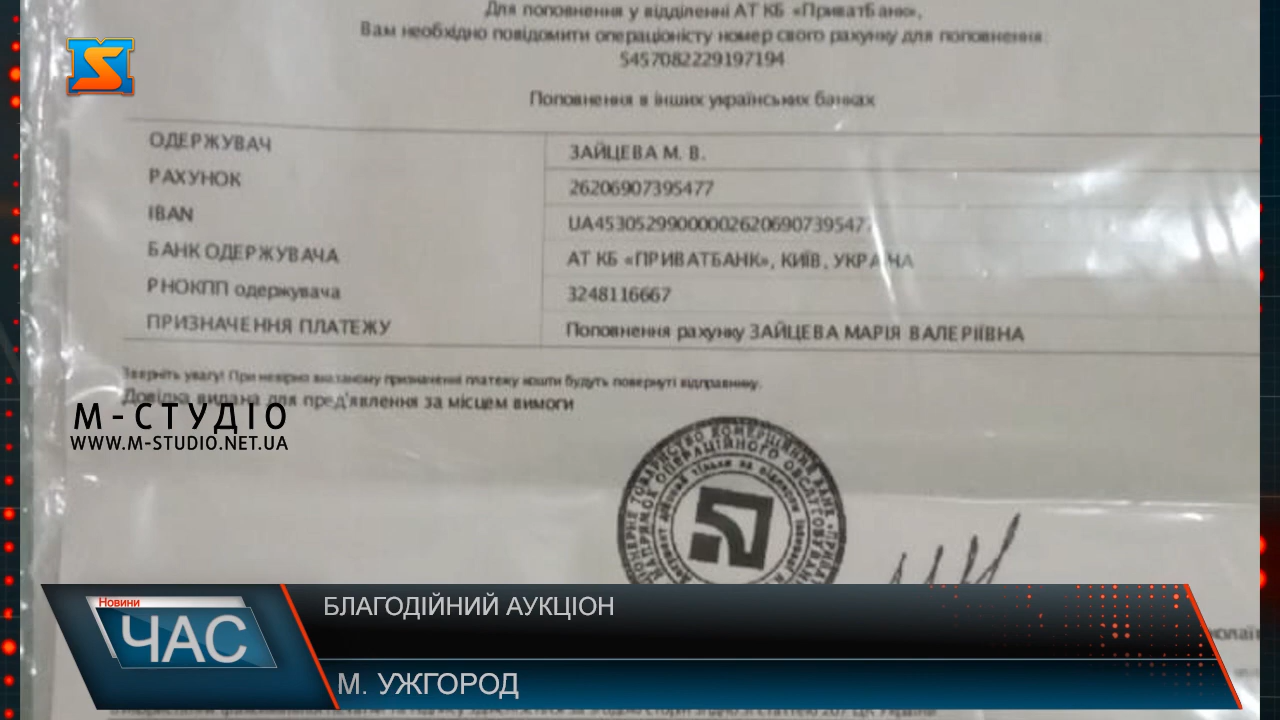 Для поповнення у відділенні АТ КБ «ПриватБанк»,
Вам необхідно повідомити операціоністу номер свого рахунку для поповнення:
5457082229197194
Поповнення в інших українських банках
ОДЕРЖУВАЧ ЗАЙЦЕВА М. В.
РАХУНОК 26206907395477
IBAN UA453052990000026206907395477
БАНК ОДЕРЖУВАЧА АТ КБ «ПРИВАТБАНК», КИЇВ, УКРАЇНА
РНОКПП одержувача 3248116667
ПРИЗНАЧЕННЯ ПЛАТЕЖУ Поповнення рахунку ЗАЙЦЕВА МАРІЯ ВАЛЕРІЇВНА
Зверніть увагу! При невірно вказаному призначенні платежу кошти будуть повернуті відправнику.
Довідка видана для пред'явлення за місцем вимоги
М-СТУДІО
WWW.M-STUDIO.NET.UA
Новини
ЧАС
БЛАГОДІЙНИЙ АУКЦІОН
М. УЖГОРОД